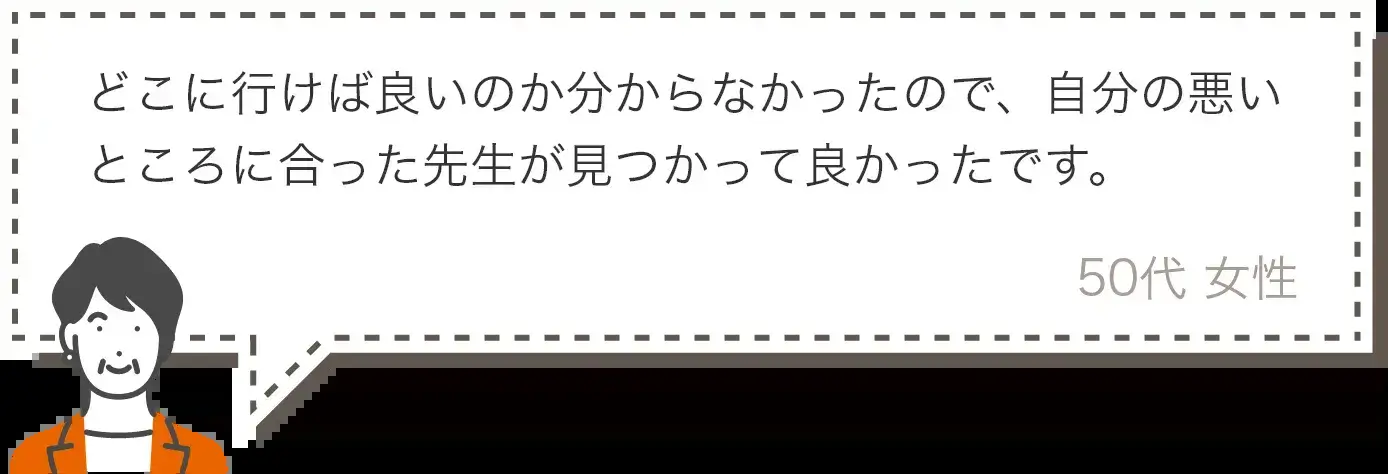 どこに行けば良いのか分からなかったので、自分の悪い
ところに合った先生が見つかって良かったです。
50代 女性